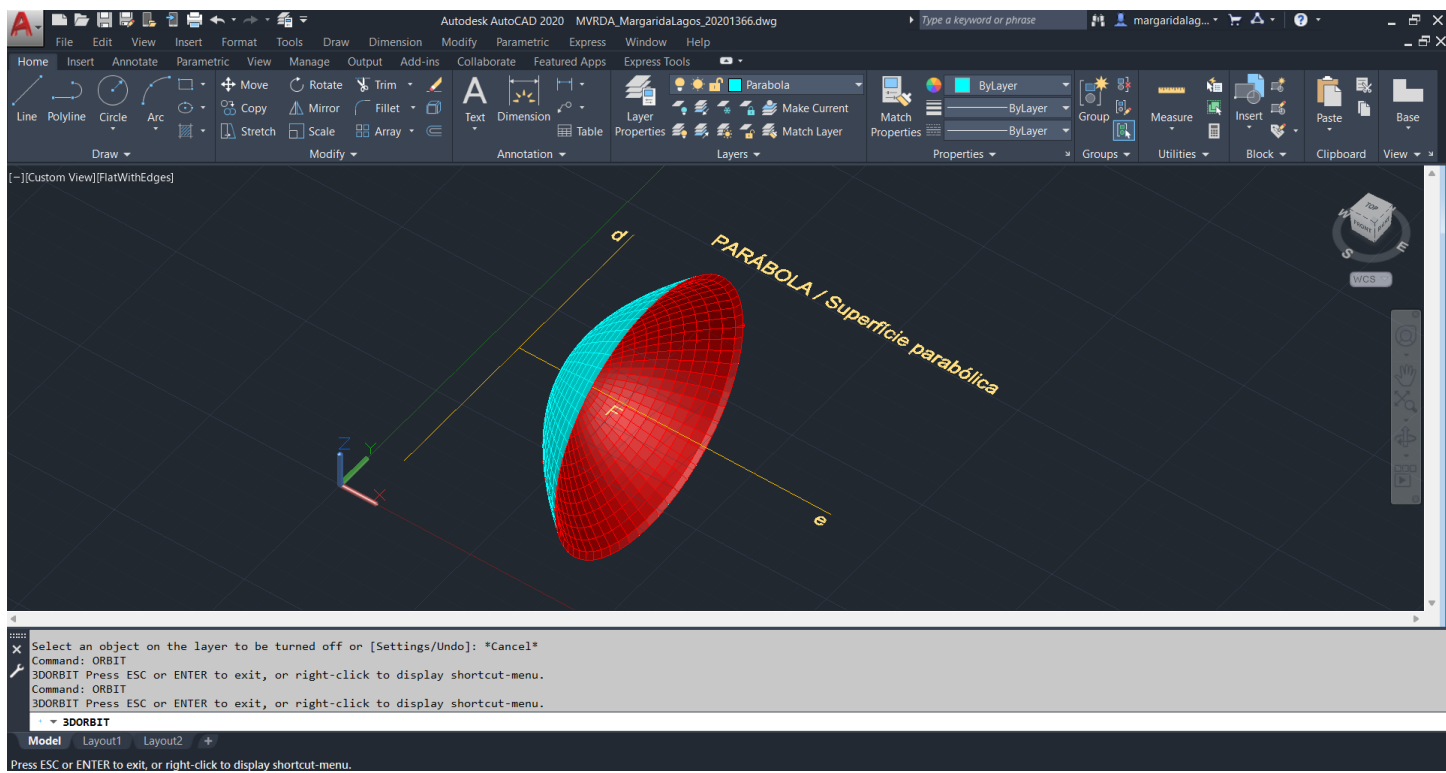 A Autodesk AutoCAD 2020 MVRDA_MargaridaLagos_20201366.dwg Type a keyword or phrase margaridalag... ?
File Edit View Insert Format Tools Draw Dimension Modify Parametric Express Window Help
Home Insert Annotate Parametric View Manage Output Add-ins Collaborate Featured Apps Express Tools
Line Polyline Circle Arc
Move Rotate Trim
Copy Mirror Fillet
Stretch Scale Array
A Text Dimension Table
Layer Properties
Parabola
Make Current
Match Layer
Match Properties
ByLayer
ByLayer
ByLayer
Group Measure Insert Paste Base
Draw Modify Annotation Layers Properties Groups Utilities Block Clipboard View
[−][Custom View][FlatWithEdges]
d
PARÁBOLA / Superfície parabólica
F
e
Z Y X
TOP
FRONT
W S E
WCS
Select an object on the layer to be turned off or [Settings/Undo]: *Cancel*
Command: ORBIT
3DORBIT Press ESC or ENTER to exit, or right-click to display shortcut-menu.
Command: ORBIT
3DORBIT Press ESC or ENTER to exit, or right-click to display shortcut-menu.
3DORBIT
Model Layout1 Layout2 +
Press ESC or ENTER to exit, or right-click to display shortcut-menu.